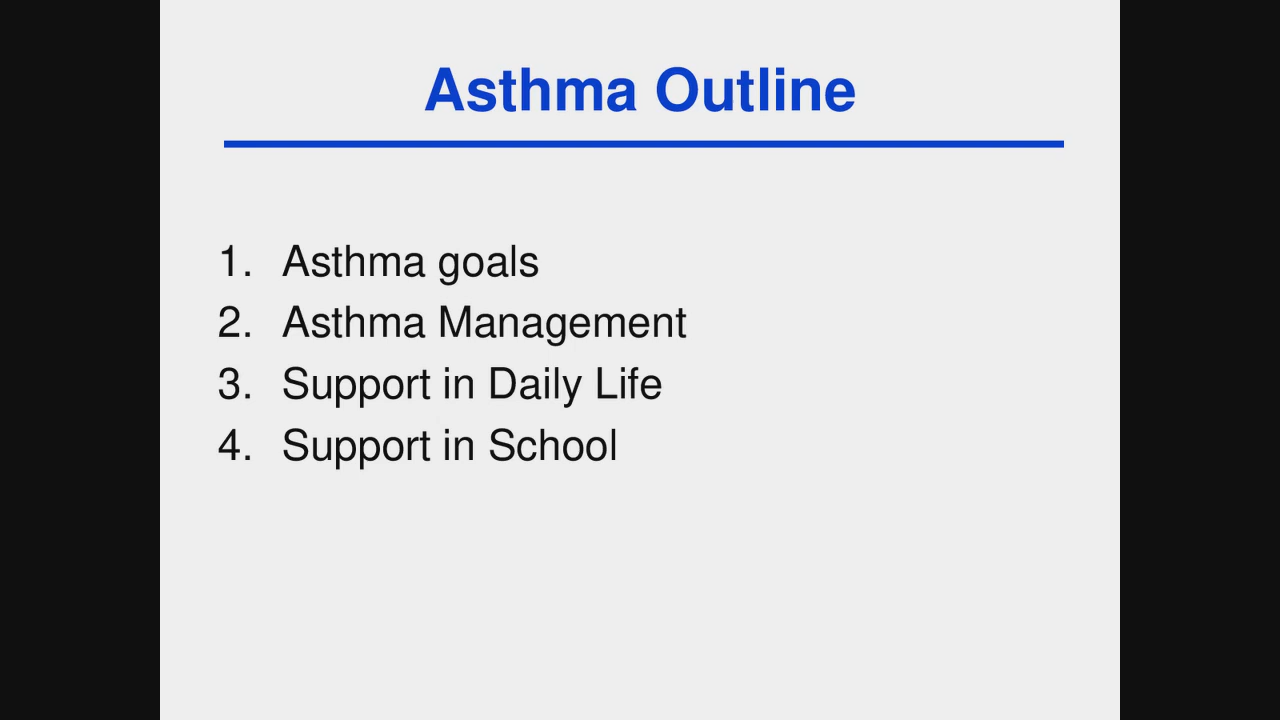 Asthma Outline
1. Asthma goals
2. Asthma Management
3. Support in Daily Life
4. Support in School